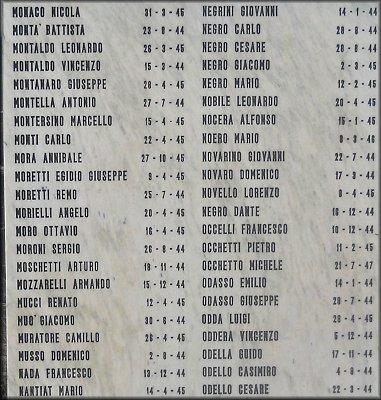 MONACO NICOLA 31-3-45
MONTA' BATTISTA 23-8-44
MONTALDO LEONARDO 26-3-45
MONTALDO VINCENZO 15-3-44
MONTANARO GIUSEPPE 28-4-45
MONTELLA ANTONIO 27-7-44
MONTERSINO MARCELLO 15-4-45
MONTI CARLO 22-4-45
MORA ANNIBALE 27-10-45
MORETTI EGIDIO GIUSEPPE 9-4-45
MORETTI REMO 25-7-44
MORIELLI ANGELO 20-4-45
MORO OTTAVIO 16-4-45
MORONI SERGIO 26-8-44
MOSCHETTI ARTURO 18-11-44
MOZZARELLI ARMANDO 15-12-44
MUCCI RENATO 12-4-45
MUO' GIACOMO 30-6-44
MURATORE CAMILLO 26-4-45
MUSSO DOMENICO 2-8-44
NADA FRANCESCO 13-12-44
NANTIAT MARIO 14-4-45
NEGRINI GIOVANNI 14-1-44
NEGRO CARLO 28-8-44
NEGRO CESARE 28-8-44
NEGRO GIACOMO 2-3-45
NEGRO MARIO 12-2-45
NOBILE LEONARDO 20-4-45
NOCERA ALFONSO 15-1-45
NOERO MARIO 8-3-46
NOVARINO GIOVANNI 22-7-44
NOVARO DOMENICO 17-3-44
NOVELLO LORENZO 8-4-45
NEGRO DANTE 16-12-44
OCCELLI FRANCESCO 10-12-44
OCCHETTI PIETRO 11-2-45
OCCHETTO MICHELE 21-7-47
ODASSO EMILIO 14-1-44
ODASSO GIUSEPPE 28-7-44
ODDA LUIGI 28-4-45
ODDERA VINCENZO 5-12-44
ODELLA GUIDO 17-11-44
ODELLO CASIMIRO 4-8-44
ODELLO CESARE 22-3-44